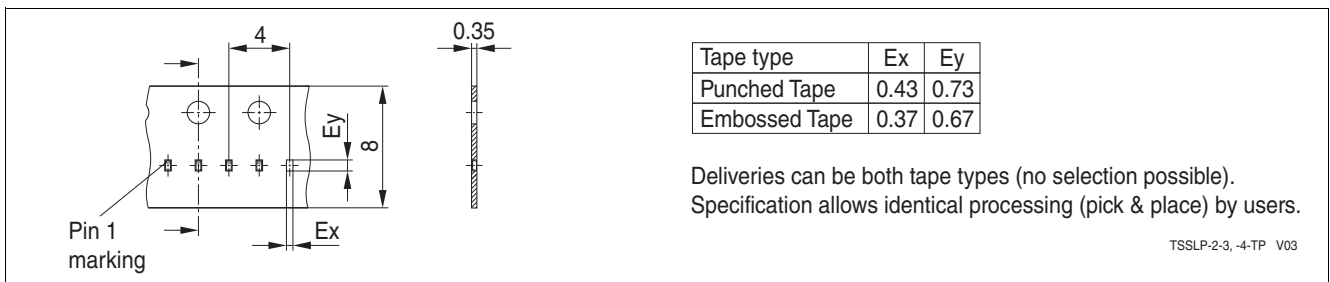 4
0.35
Ey
8
Pin 1
marking
Ex
Tape type Ex Ey
Punched Tape 0.43 0.73
Embossed Tape 0.37 0.67
Deliveries can be both tape types (no selection possible).
Specification allows identical processing (pick & place) by users.
TSSLP-2-3, -4-TP V03